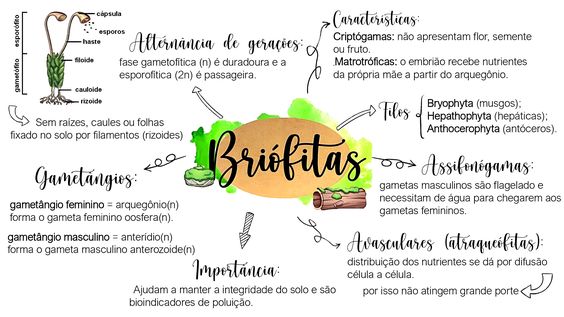 esporófito
gametófito
cápsula
esporos
haste
filoide
cauloide
rizoide
Sem raízes, caules ou folhas
fixado no solo por filamentos (rizoides)
Alternância de gerações:
fase gametofitica (n) é duradoura e a
esporofitica (2n) é passageira.
Características:
Criptógamas: não apresentam flor, semente
ou fruto.
.Matrotróficas: o embrião recebe nutrientes
da própria mãe a partir do arquegônio.
Filos
Bryophyta (musgos);
Hepathophyta (hepáticas);
Anthocerophyta (antóceros).
Briófitas
Gametângios:
gametângio feminino = arquegônio(n)
forma o gameta feminino oosfera(n).
gametângio masculino = anterídio(n)
forma o gameta masculino anterozoide(n)
Assifonógamas:
gametas masculinos são flagelado e
necessitam de água para chegarem aos
gametas femininos.
Importância:
Ajudam a manter a integridade do solo e são
bioindicadores de poluição.
Avasculares (atraqueófitas):
distribuição dos nutrientes se dá por difusão
célula a célula.
por isso não atingem grande porte